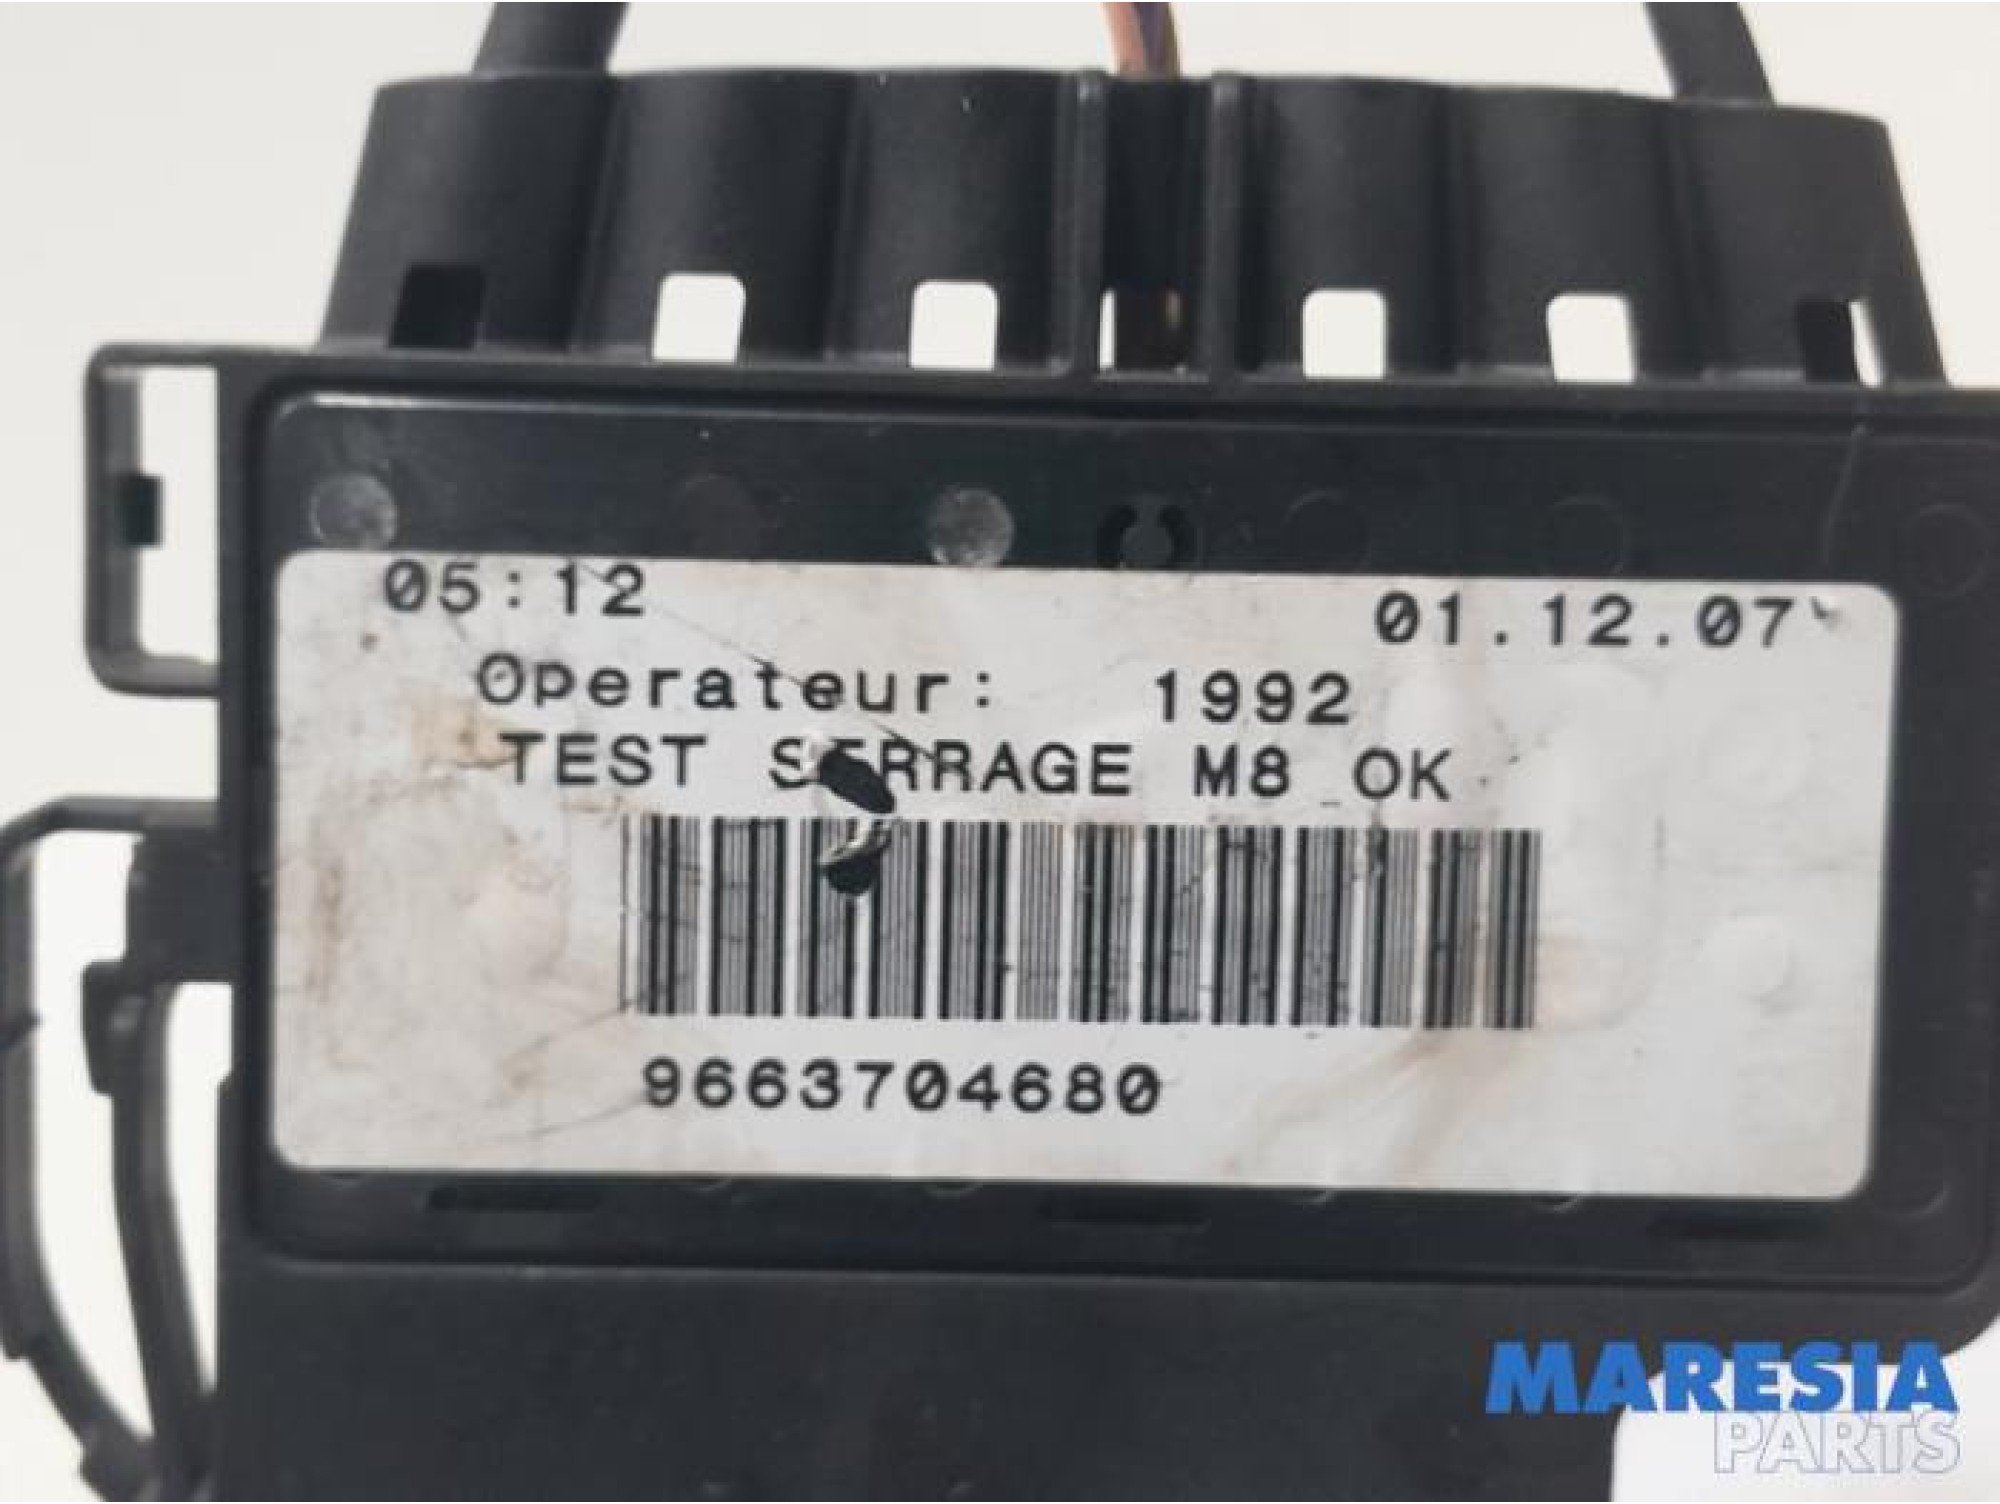 05:12 01.12.07
Operateur: 1992
TEST SERRAGE M8 OK
9663704680
MARESIA
PARTS